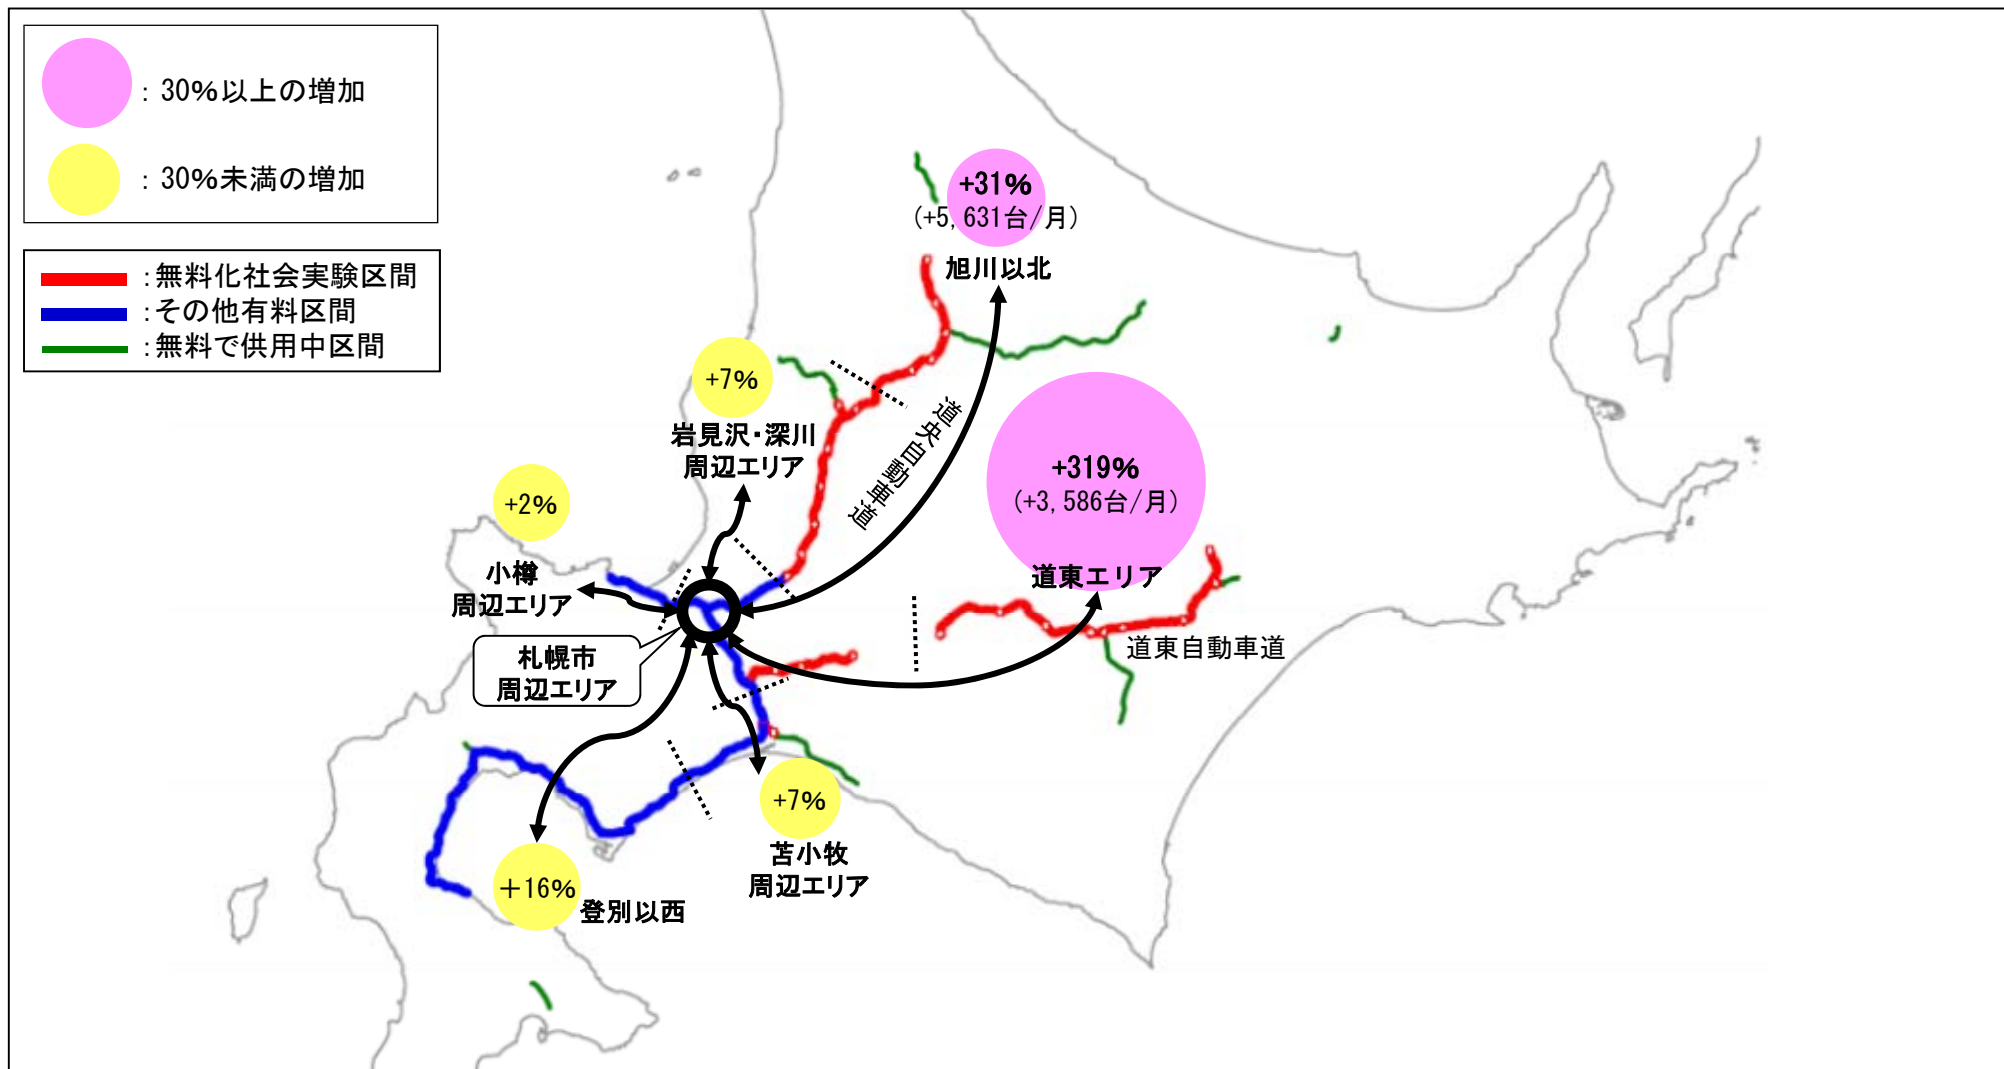 ：30%以上の増加
：30%未満の増加
：無料化社会実験区間
：その他有料区間
：無料で供用中区間
+31%
(+5,631台/月)
旭川以北
+7%
岩見沢・深川
周辺エリア
道央自動車道
+319%
(+3,586台/月)
道東エリア
+2%
小樽
周辺エリア
札幌市
周辺エリア
道東自動車道
+7%
苫小牧
周辺エリア
＋16%
登別以西